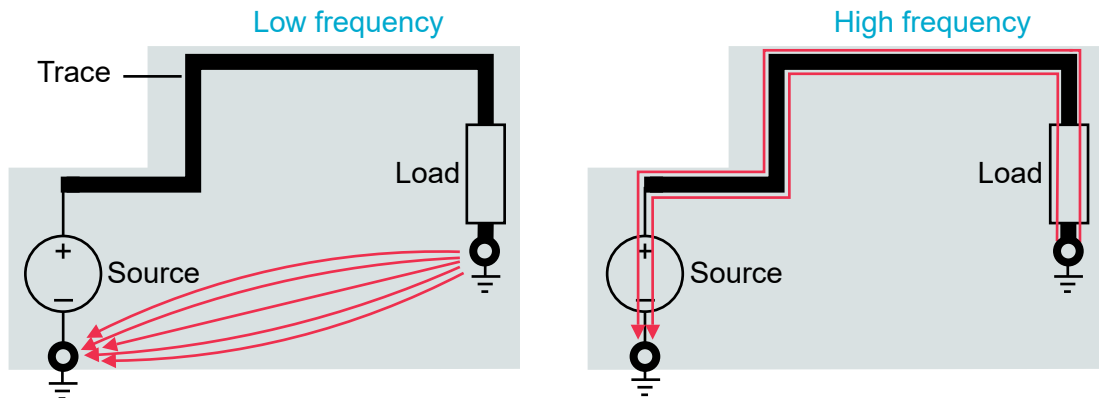 Low frequency
Trace
Load
+
Source
−
High frequency
Load
+
Source
−